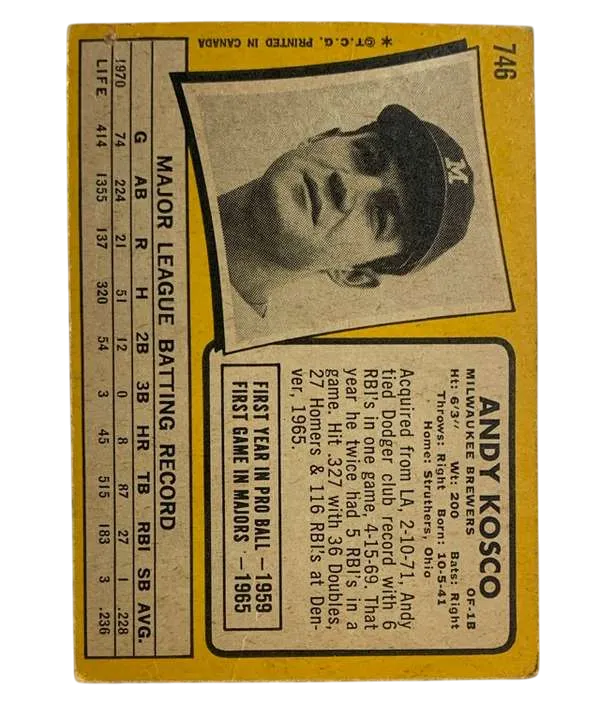 746
M
✶ ©T.C.G. PRINTED IN CANADA
ANDY KOSCO
MILWAUKEE BREWERS OF-1B
Ht: 6'3" Wt: 200 Bats: Right
Throws: Right Born: 10-5-41
Home: Struthers, Ohio
Acquired from LA, 2-10-71, Andy
tied Dodger club record with 6
RBI's in one game, 4-15-69. That
year he twice had 5 RBI's in a
game. Hit .327 with 36 Doubles,
27 Homers & 116 RBI's at Den-
ver, 1965.
FIRST YEAR IN PRO BALL —1959
FIRST GAME IN MAJORS —1965
MAJOR LEAGUE BATTING RECORD
G AB R H 2B 3B HR TB RBI SB AVG.
1970 74 224 21 51 12 0 8 87 27 1 .228
LIFE 414 1355 137 320 54 3 45 515 183 3 .236